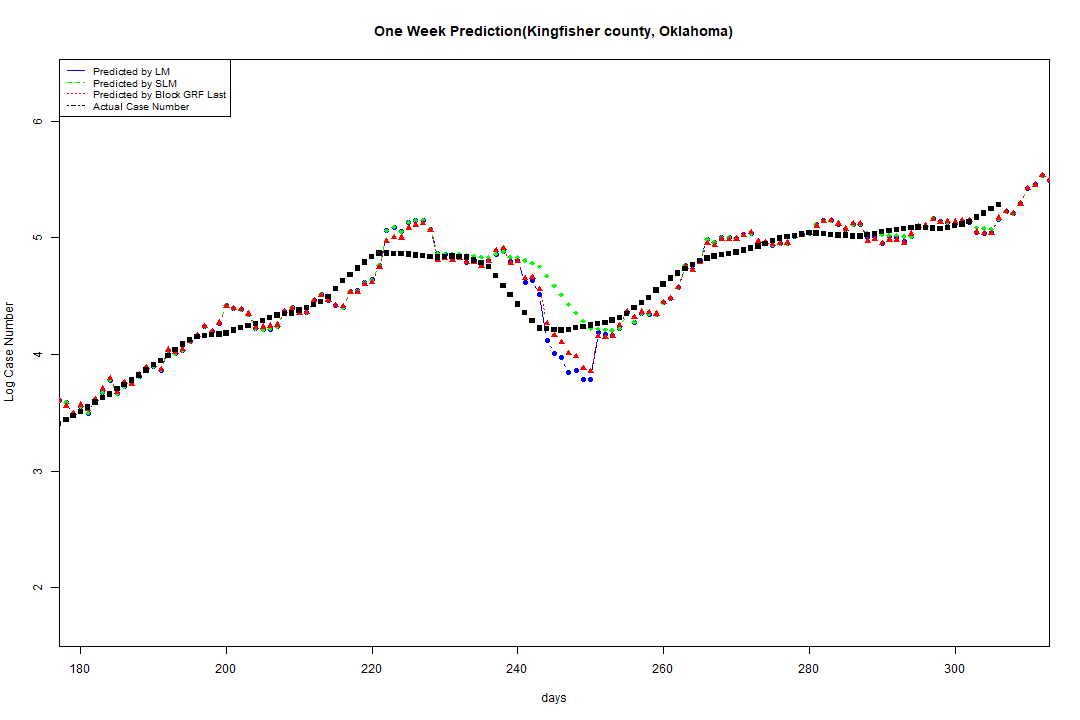 One Week Prediction(Kingfisher county, Oklahoma)
Predicted by LM
Predicted by SLM
Predicted by Block GRF Last
Actual Case Number
Log Case Number
6
5
4
3
2
180 200 220 240 260 280 300
days